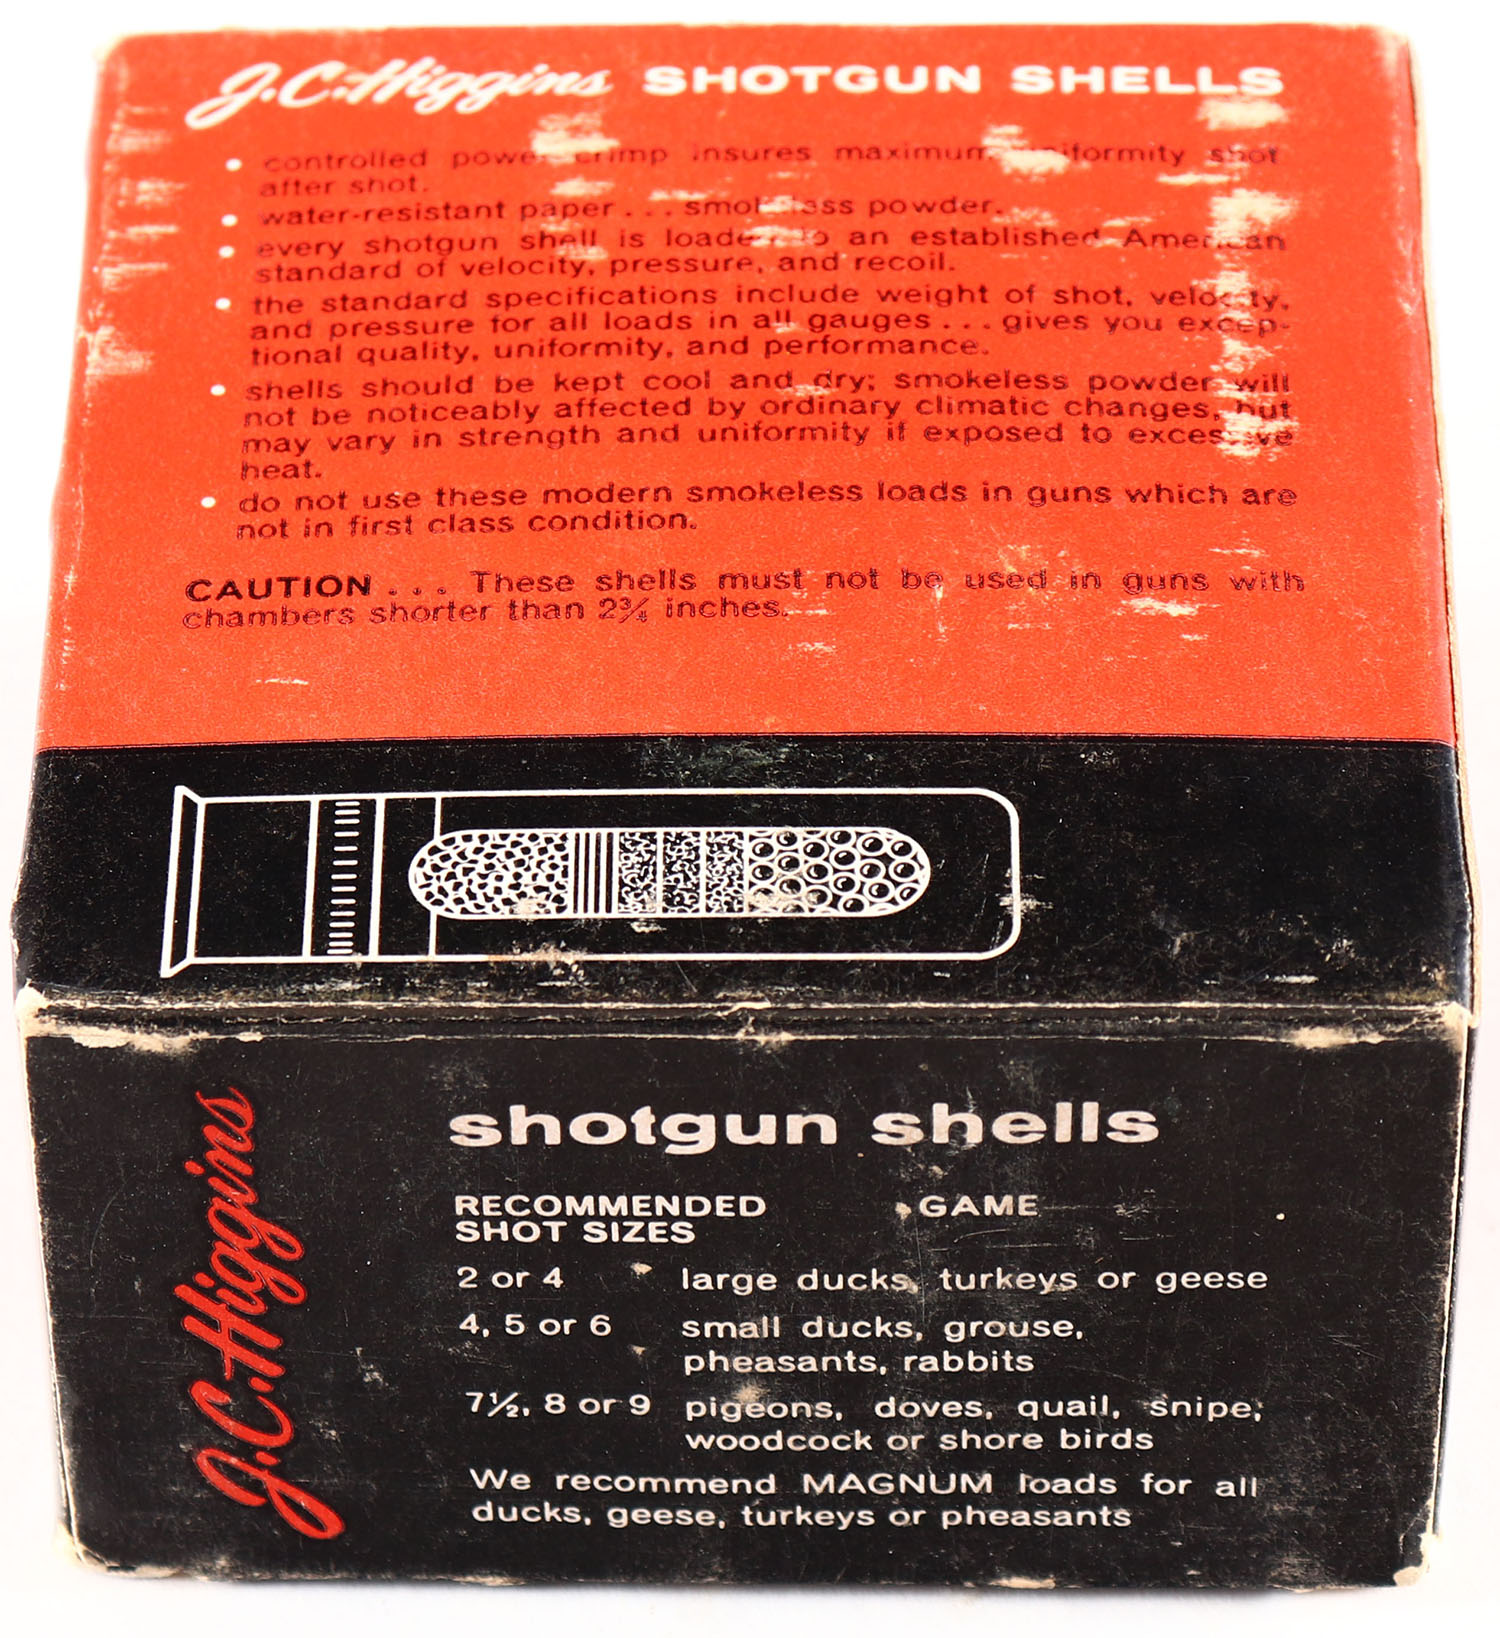 J.C. Higgins SHOTGUN SHELLS
• controlled power crimp insures maximum uniformity shot
after shot.
• water-resistant paper . . . smokeless powder.
• every shotgun shell is loaded to an established American
standard of velocity, pressure, and recoil.
• the standard specifications include weight of shot, velocity,
and pressure for all loads in all gauges . . . gives you excep-
tional quality, uniformity, and performance.
• shells should be kept cool and dry; smokeless powder will
not be noticeably affected by ordinary climatic changes, but
may vary in strength and uniformity if exposed to excessive
heat.
• do not use these modern smokeless loads in guns which are
not in first class condition.
CAUTION . . . These shells must not be used in guns with
chambers shorter than 2¾ inches.
J.C. Higgins
shotgun shells
RECOMMENDED GAME
SHOT SIZES
2 or 4 large ducks, turkeys or geese
4, 5 or 6 small ducks, grouse,
pheasants, rabbits
7½, 8 or 9 pigeons, doves, quail, snipe,
woodcock or shore birds
We recommend MAGNUM loads for all
ducks, geese, turkeys or pheasants